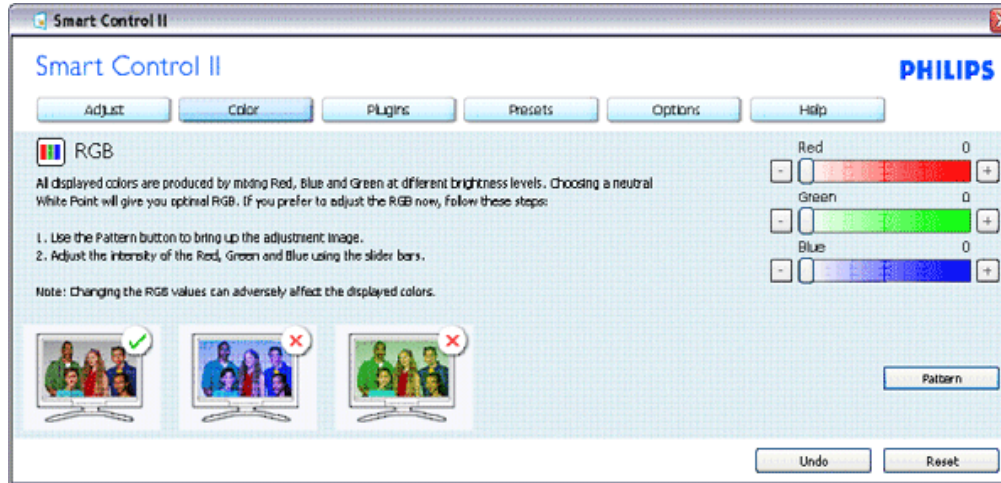 Smart Control II
Smart Control II
PHILIPS
Adjust Color Plugins Presets Options Help
RGB
All displayed colors are produced by mixing Red, Blue and Green at different brightness levels. Choosing a neutral
White Point will give you optimal RGB. If you prefer to adjust the RGB now, follow these steps:
1. Use the Pattern button to bring up the adjustment image.
2. Adjust the intensity of the Red, Green and Blue using the slider bars.
Note: Changing the RGB values can adversely affect the displayed colors.
Red 0
- +
Green 0
- +
Blue 0
- +
Pattern
Undo Reset